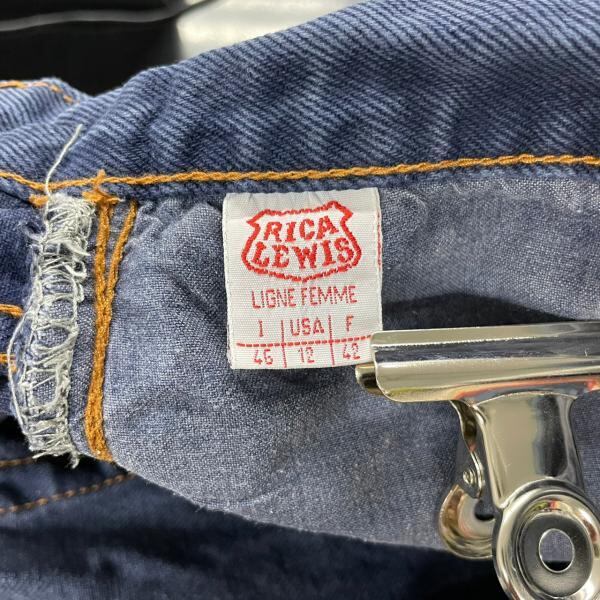 RICA
LEWIS
LIGNE FEMME
I | USA | F
46 | 12 | 42